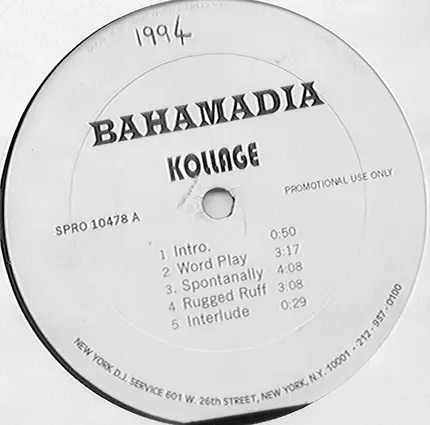 1994
BAHAMADIA
KOLLAGE
SPRO 10478 A
PROMOTIONAL USE ONLY
1 Intro. 0:50
2 Word Play 3:17
3. Spontanally 4:08
4 Rugged Ruff 3:08
5. Interlude 0:29
NEW YORK D.J. SERVICE 601 W. 26th STREET, NEW YORK, N.Y. 10001 - 212 - 957 - 0100